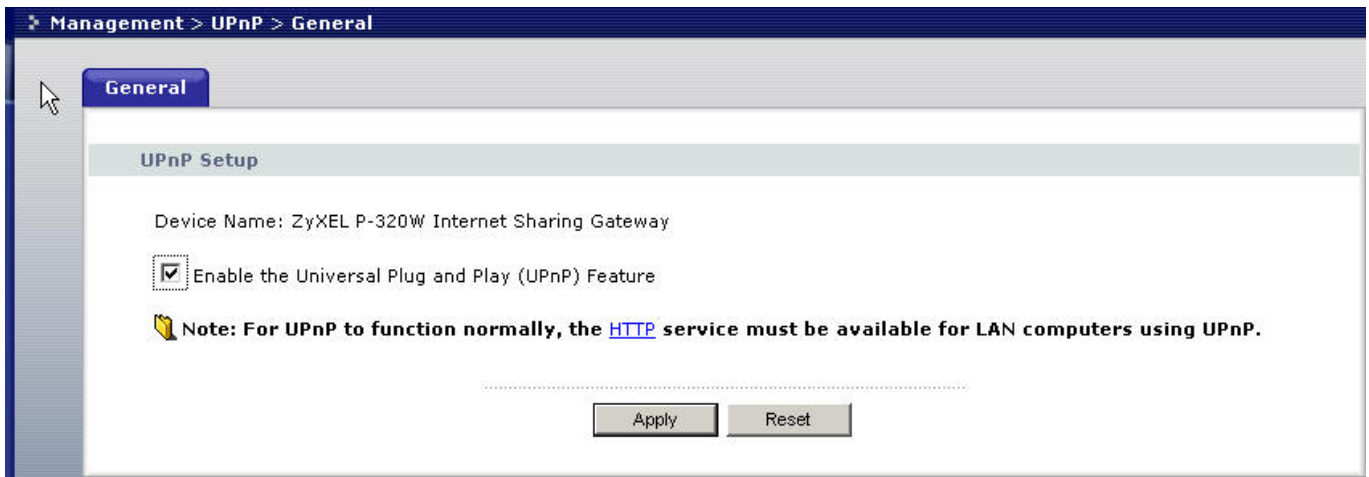 Management > UPnP > General
General
UPnP Setup
Device Name: ZyXEL P-320W Internet Sharing Gateway
Enable the Universal Plug and Play (UPnP) Feature
Note: For UPnP to function normally, the HTTP service must be available for LAN computers using UPnP.
Apply Reset